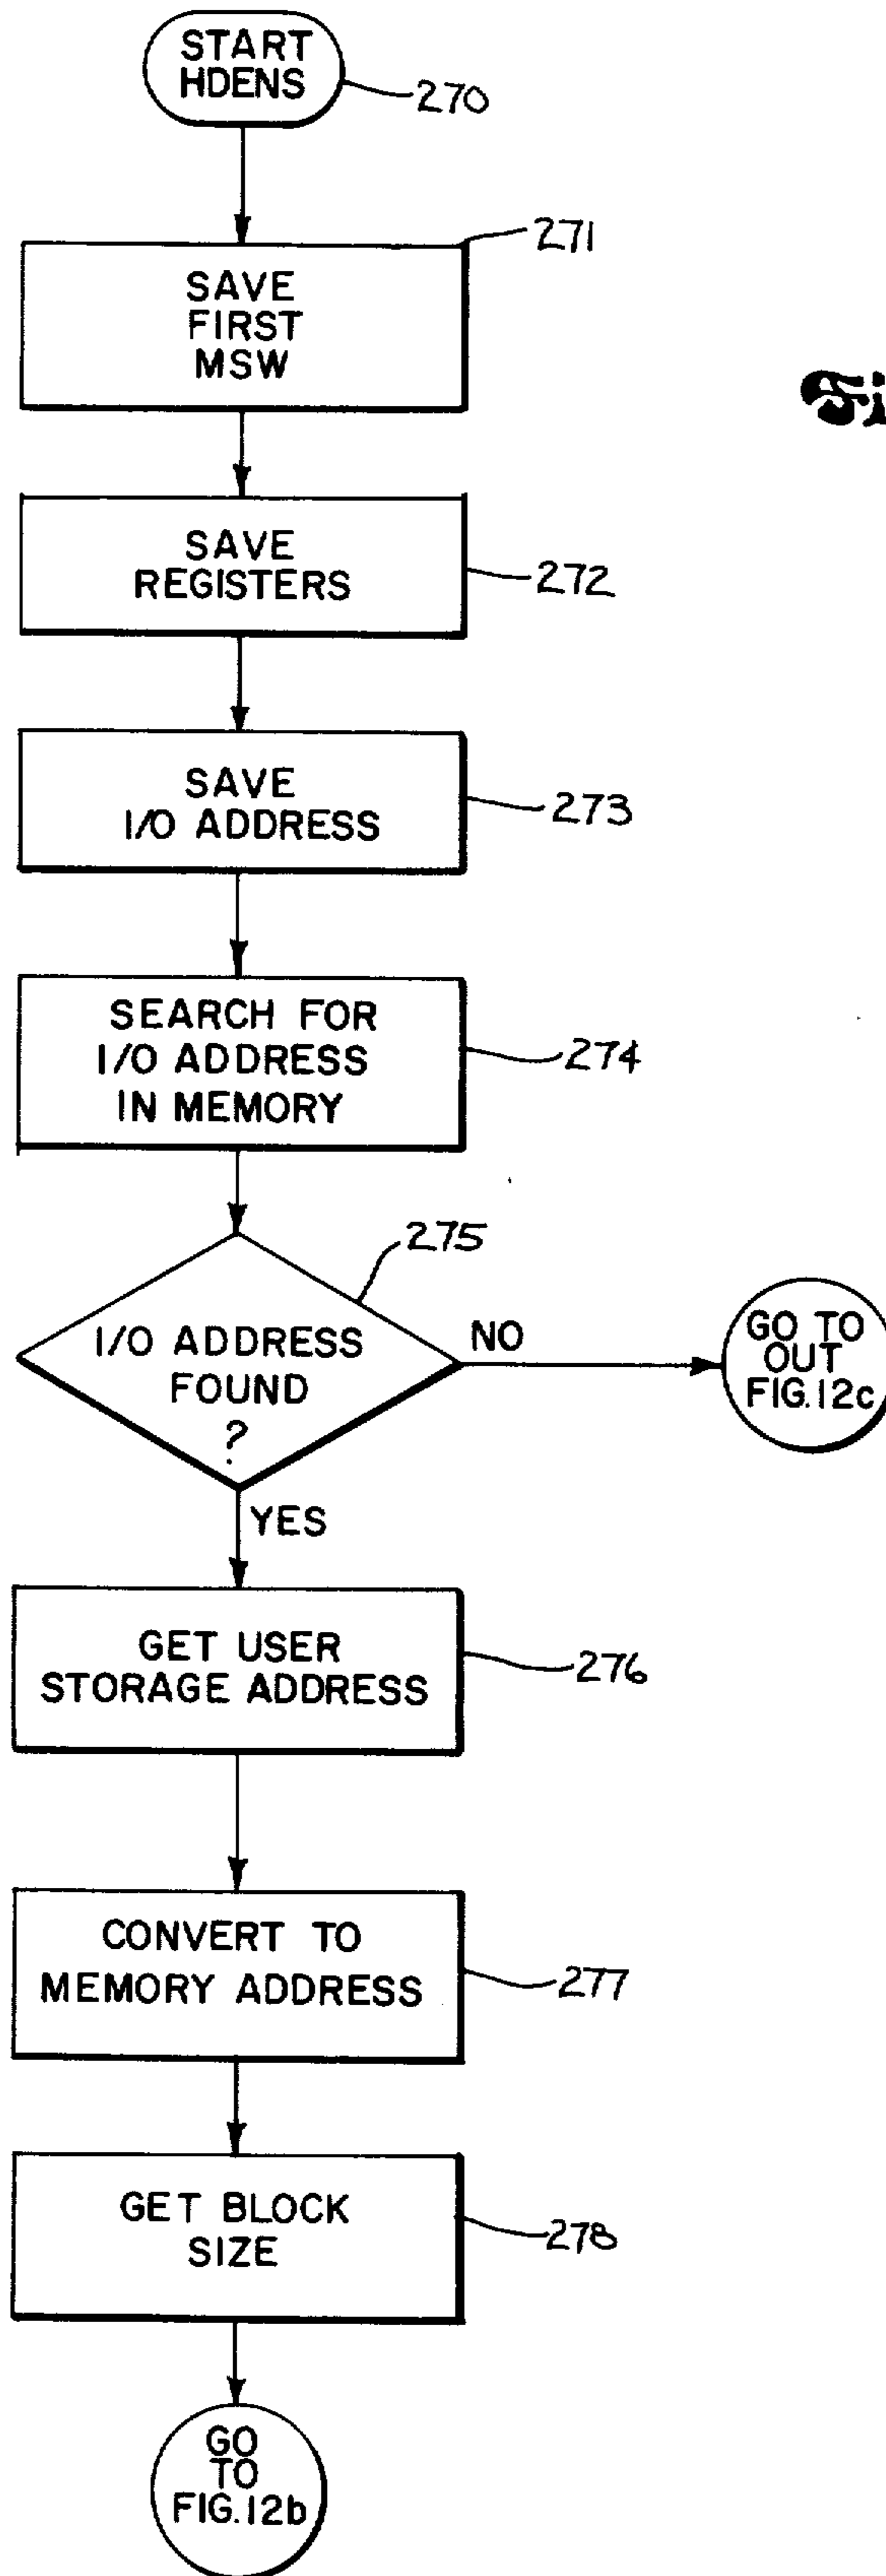 START
HDENS
270
271
SAVE
FIRST
MSW
SAVE
REGISTERS
272
SAVE
I/O ADDRESS
273
SEARCH FOR
I/O ADDRESS
IN MEMORY
274
275
I/O ADDRESS
FOUND
?
NO
GO TO
OUT
FIG.12c
YES
GET USER
STORAGE ADDRESS
276
CONVERT TO
MEMORY ADDRESS
277
GET BLOCK
SIZE
278
GO
TO
FIG.12b